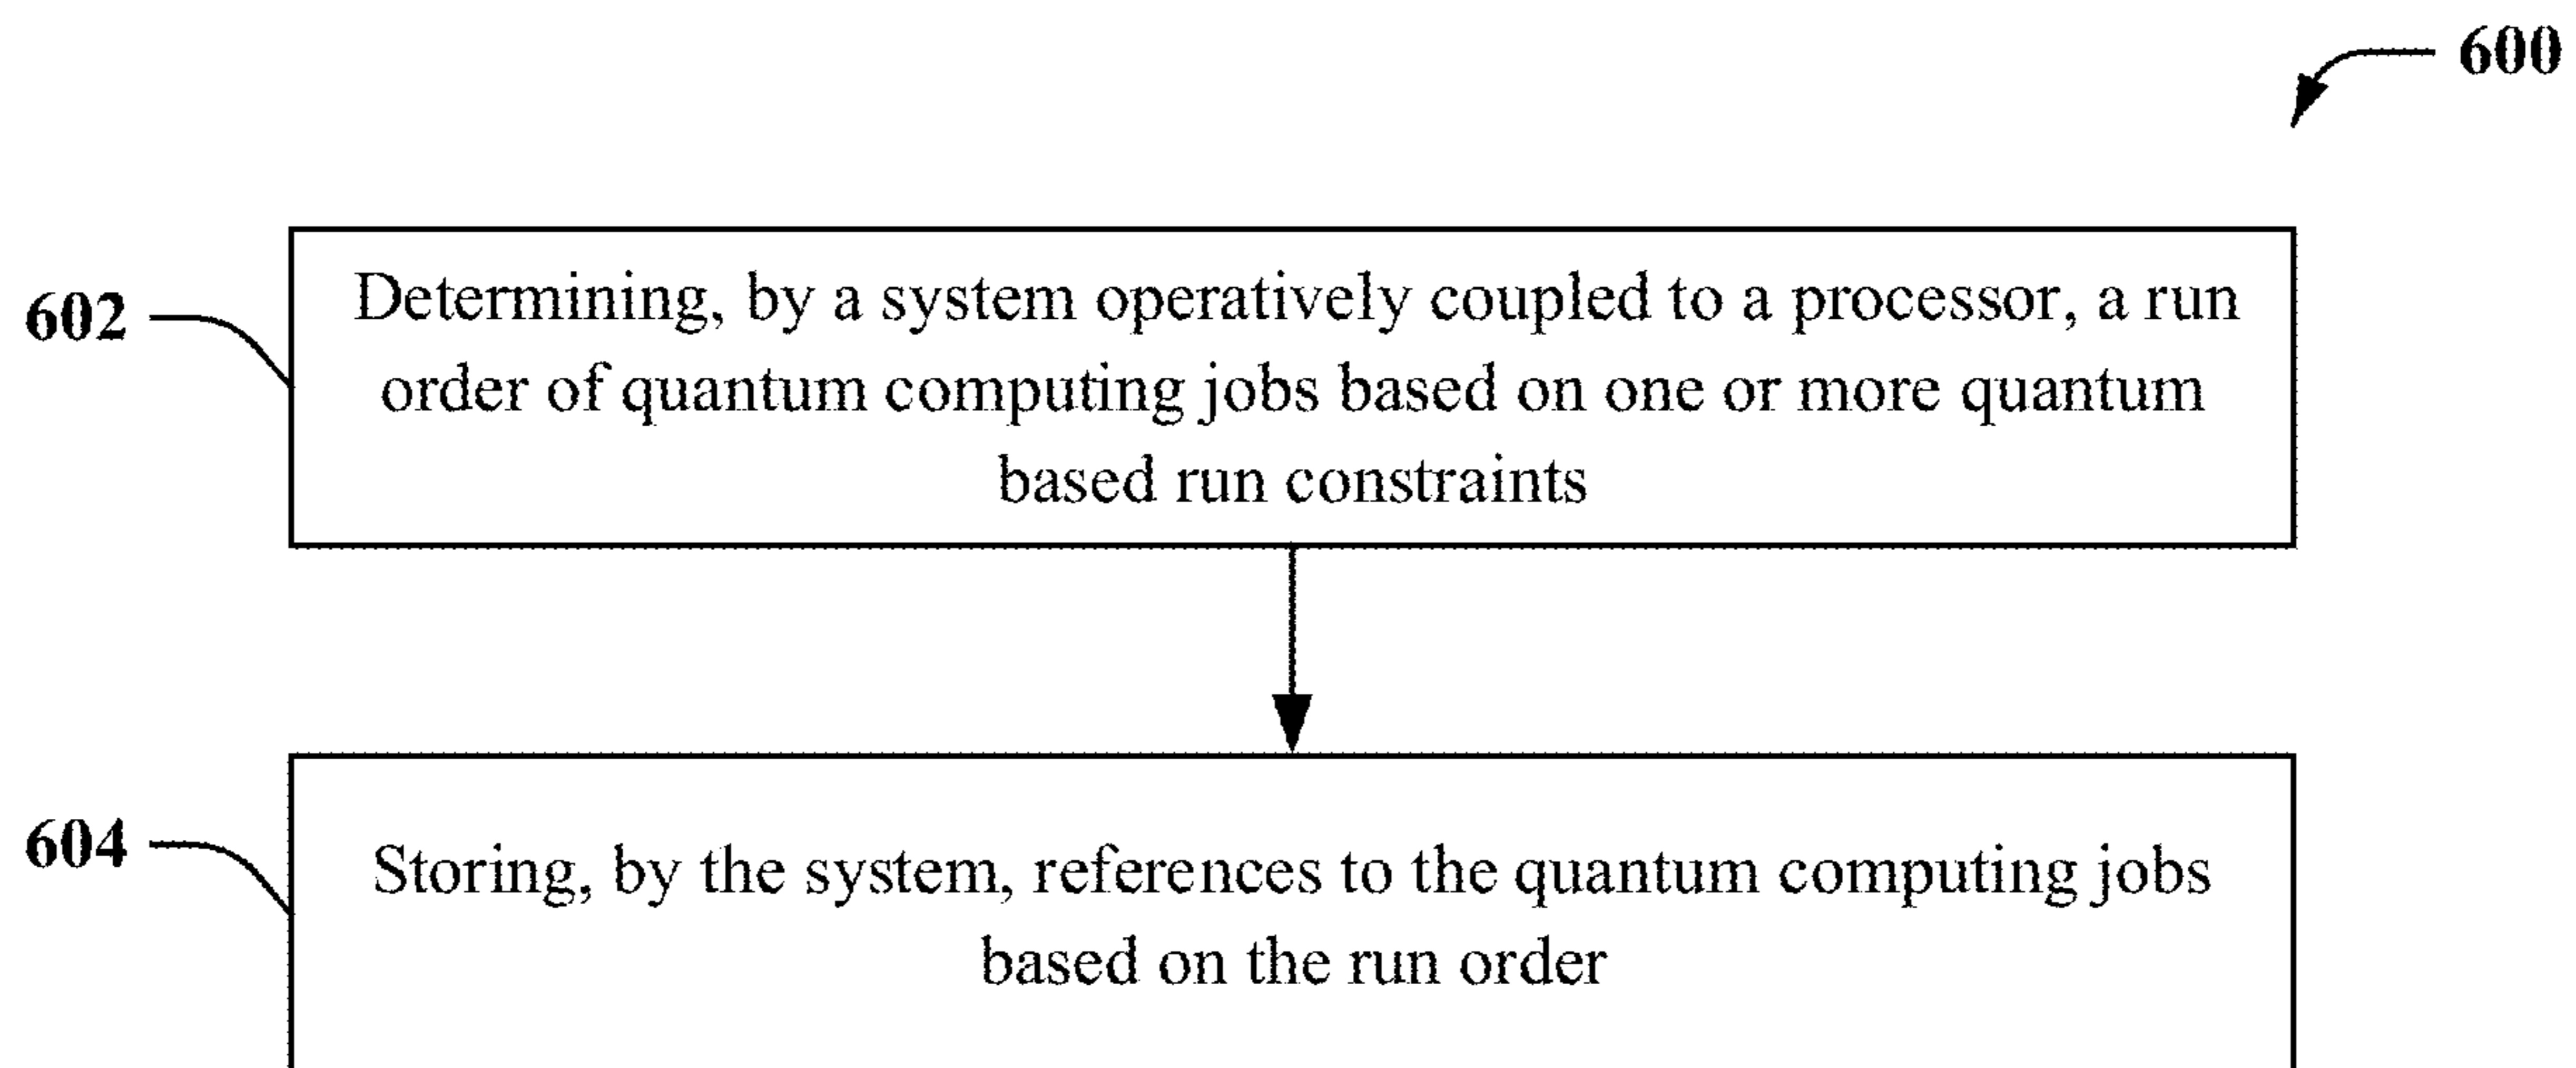 600
602
Determining, by a system operatively coupled to a processor, a run
order of quantum computing jobs based on one or more quantum
based run constraints
604
Storing, by the system, references to the quantum computing jobs
based on the run order